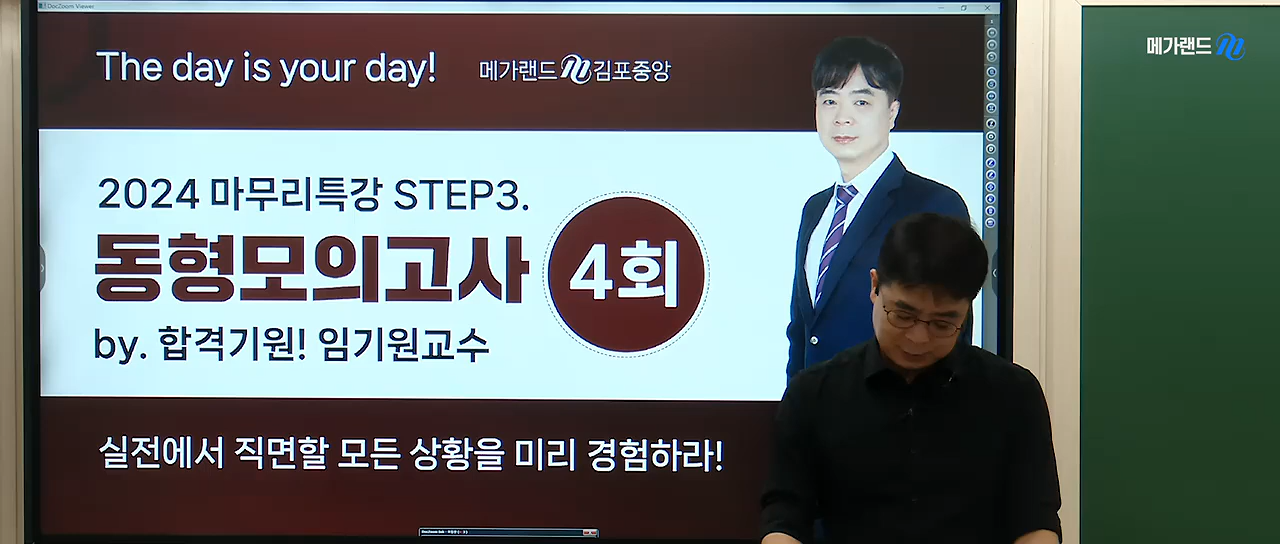 Doc2oom Viewer
The day is your day!
메가랜드 김포중앙
메가랜드
2024 마무리특강 STEP3.
동형모의고사
4회
by. 합격기원! 임기원교수
실전에서 직면할 모든 상황을 미리 경험하라!